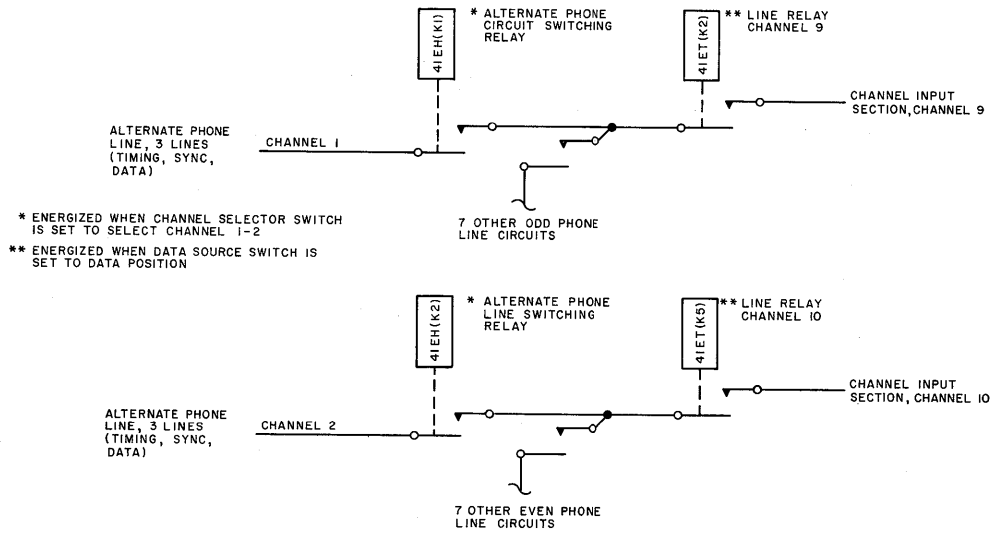 41EH(K1)
* ALTERNATE PHONE
CIRCUIT SWITCHING
RELAY
41ET(K2)
** LINE RELAY
CHANNEL 9
CHANNEL INPUT
SECTION, CHANNEL 9
ALTERNATE PHONE
LINE, 3 LINES
(TIMING, SYNC,
DATA)
CHANNEL 1
7 OTHER ODD PHONE
LINE CIRCUITS
* ENERGIZED WHEN CHANNEL SELECTOR SWITCH
IS SET TO SELECT CHANNEL 1-2
** ENERGIZED WHEN DATA SOURCE SWITCH IS
SET TO DATA POSITION
41EH(K2)
* ALTERNATE PHONE
LINE SWITCHING
RELAY
41ET(K5)
** LINE RELAY
CHANNEL 10
CHANNEL INPUT
SECTION, CHANNEL 10
ALTERNATE PHONE
LINE, 3 LINES
(TIMING, SYNC,
DATA)
CHANNEL 2
7 OTHER EVEN PHONE
LINE CIRCUITS